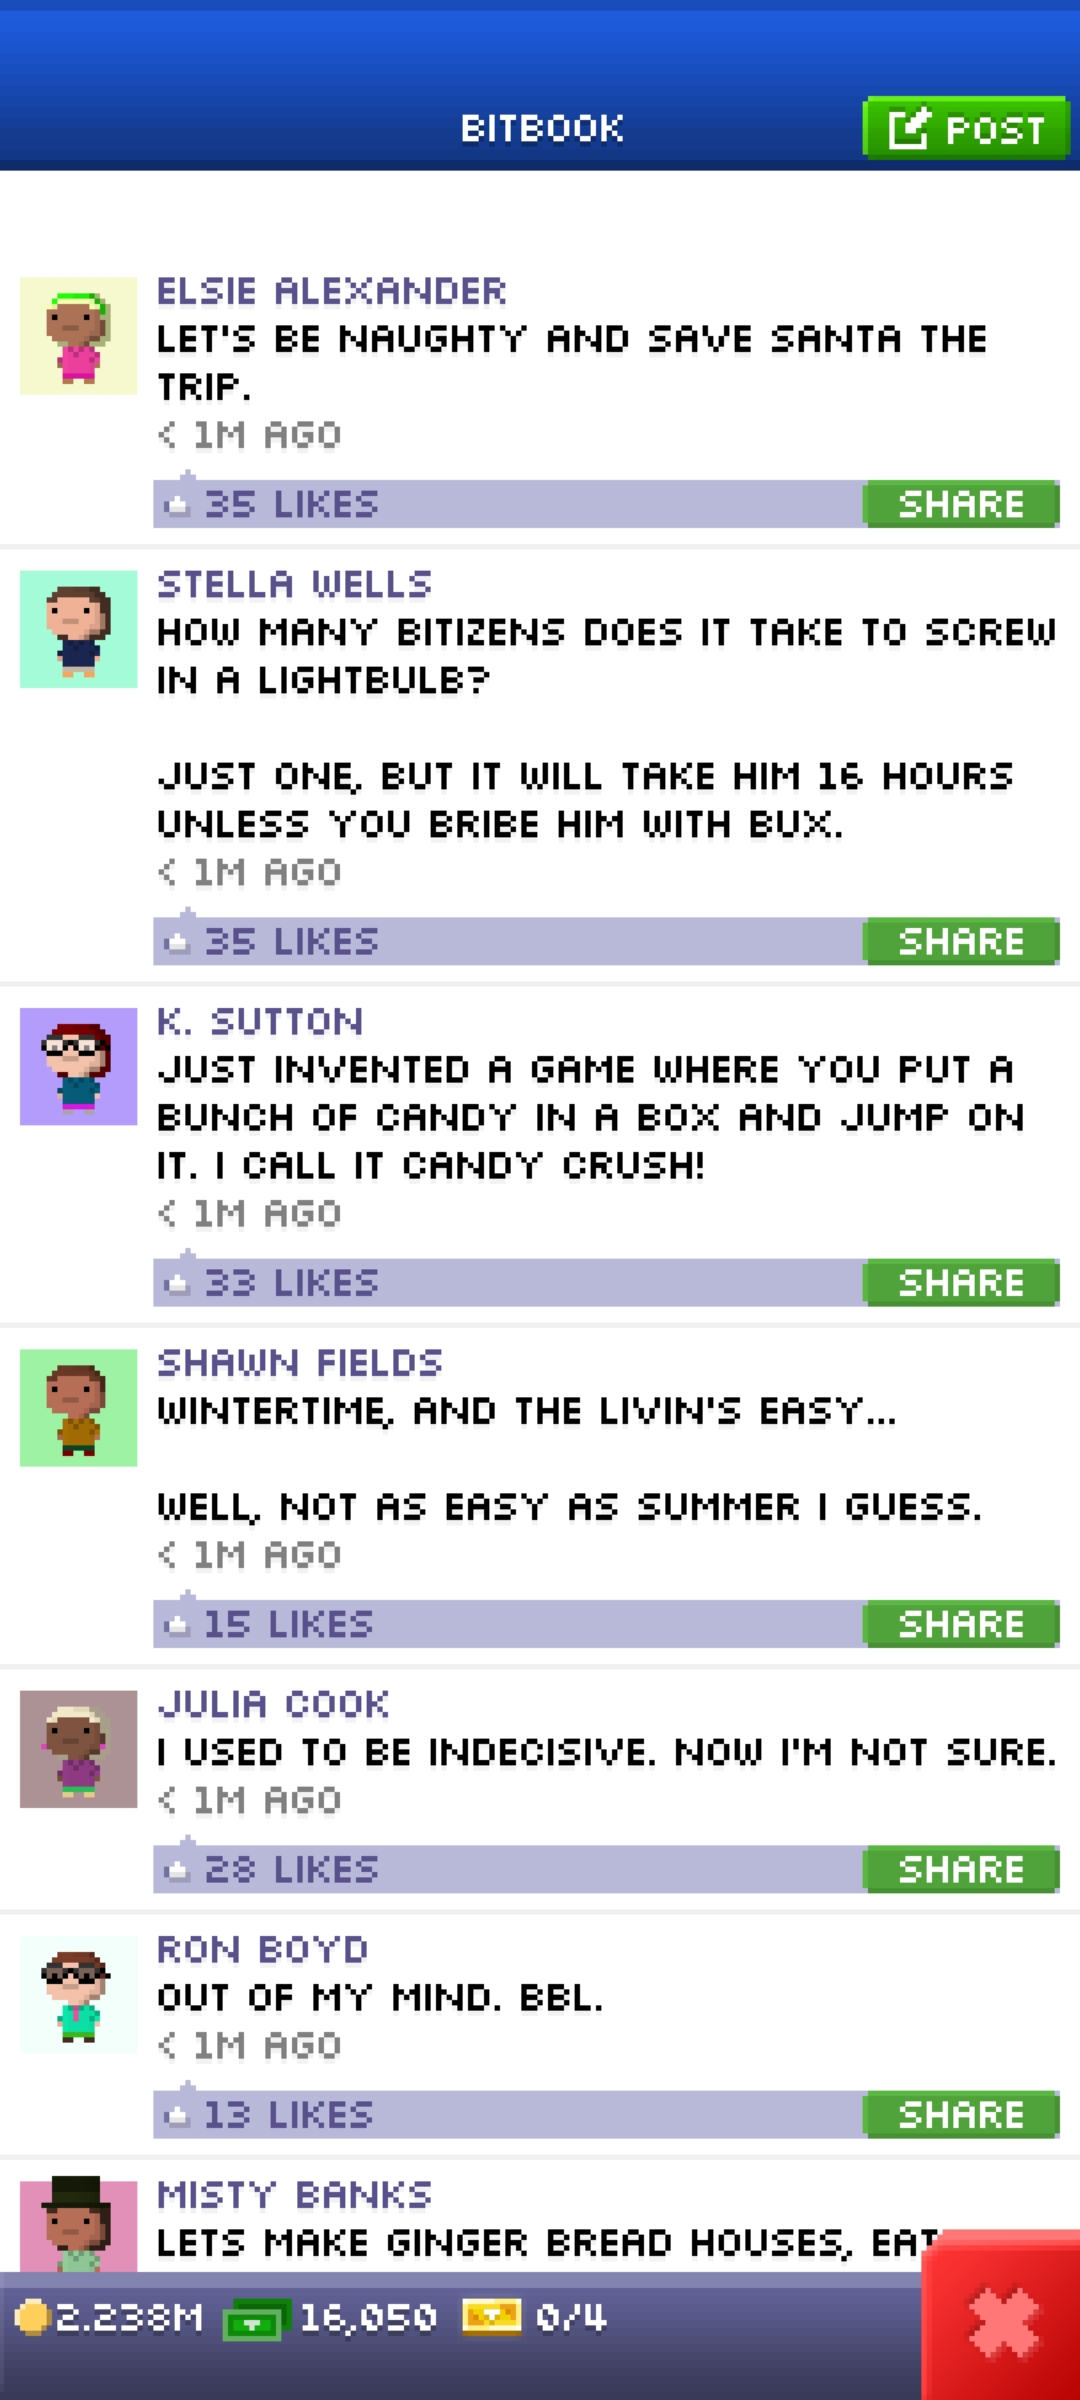 BITBOOK
POST
ELSIE ALEXANDER
LET'S BE NAUGHTY AND SAVE SANTA THE
TRIP.
< 1M AGO
35 LIKES
SHARE
STELLA WELLS
HOW MANY BITIZENS DOES IT TAKE TO SCREW
IN A LIGHTBULB?
JUST ONE, BUT IT WILL TAKE HIM 16 HOURS
UNLESS YOU BRIBE HIM WITH BUX.
< 1M AGO
35 LIKES
SHARE
K. SUTTON
JUST INVENTED A GAME WHERE YOU PUT A
BUNCH OF CANDY IN A BOX AND JUMP ON
IT. I CALL IT CANDY CRUSH!
< 1M AGO
33 LIKES
SHARE
SHAWN FIELDS
WINTERTIME, AND THE LIVIN'S EASY...
WELL, NOT AS EASY AS SUMMER I GUESS.
< 1M AGO
15 LIKES
SHARE
JULIA COOK
I USED TO BE INDECISIVE. NOW I'M NOT SURE.
< 1M AGO
28 LIKES
SHARE
RON BOYD
OUT OF MY MIND. BBL.
< 1M AGO
13 LIKES
SHARE
MISTY BANKS
LETS MAKE GINGER BREAD HOUSES, EAT
2.238M 16,050 0/4